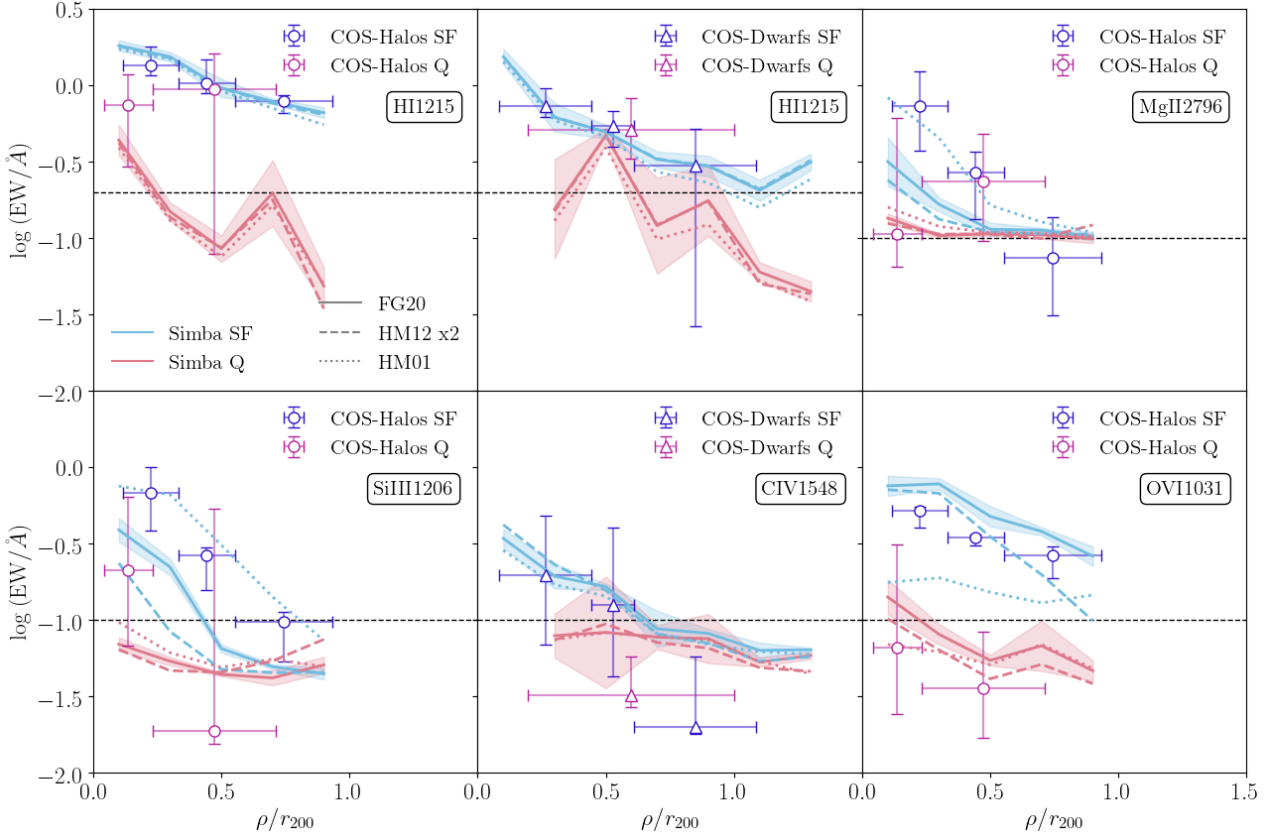 0.5
0.0
−0.5
−1.0
−1.5
−2.0
log (EW/Å)
COS-Halos SF
COS-Halos Q
HI1215
Simba SF
Simba Q
FG20
HM12 x2
HM01
COS-Dwarfs SF
COS-Dwarfs Q
HI1215
COS-Halos SF
COS-Halos Q
MgII2796
0.0
−0.5
−1.0
−1.5
−2.0
log (EW/Å)
COS-Halos SF
COS-Halos Q
SiIII1206
COS-Dwarfs SF
COS-Dwarfs Q
CIV1548
COS-Halos SF
COS-Halos Q
OVI1031
0.0 0.5 1.0 0.0 0.5 1.0 0.0 0.5 1.0 1.5
ρ/r₂₀₀ ρ/r₂₀₀ ρ/r₂₀₀